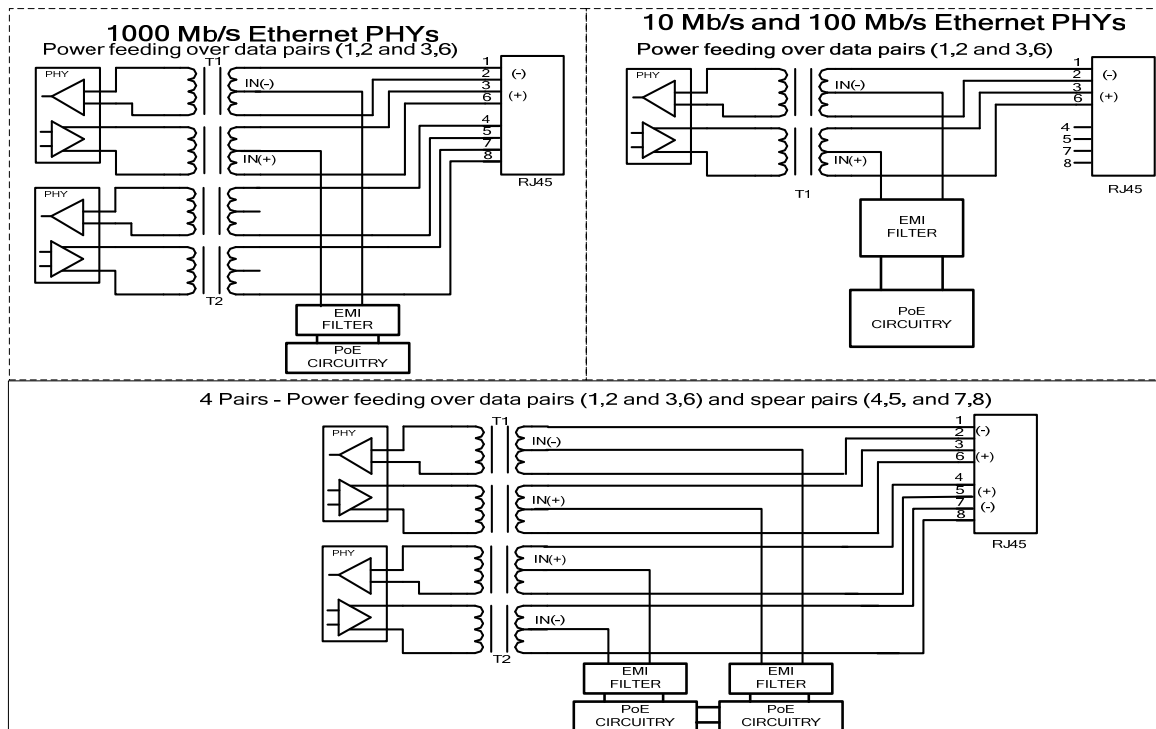 1000 Mb/s Ethernet PHYs
Power feeding over data pairs (1,2 and 3,6)
PHY
T1
IN(-)
IN(+)
1
2
3
6
4
5
7
8
(-)
(+)
RJ45
PHY
T2
EMI
FILTER
PoE
CIRCUITRY
10 Mb/s and 100 Mb/s Ethernet PHYs
Power feeding over data pairs (1,2 and 3,6)
PHY
IN(-)
IN(+)
T1
1
2
3
6
4
5
7
8
(-)
(+)
RJ45
EMI
FILTER
PoE
CIRCUITRY
4 Pairs - Power feeding over data pairs (1,2 and 3,6) and spear pairs (4,5, and 7,8)
PHY
T1
IN(-)
IN(+)
1
2
3
6
4
5
7
8
(-)
(+)
(+)
(-)
RJ45
PHY
IN(+)
IN(-)
T2
EMI
FILTER
EMI
FILTER
PoE
CIRCUITRY
PoE
CIRCUITRY